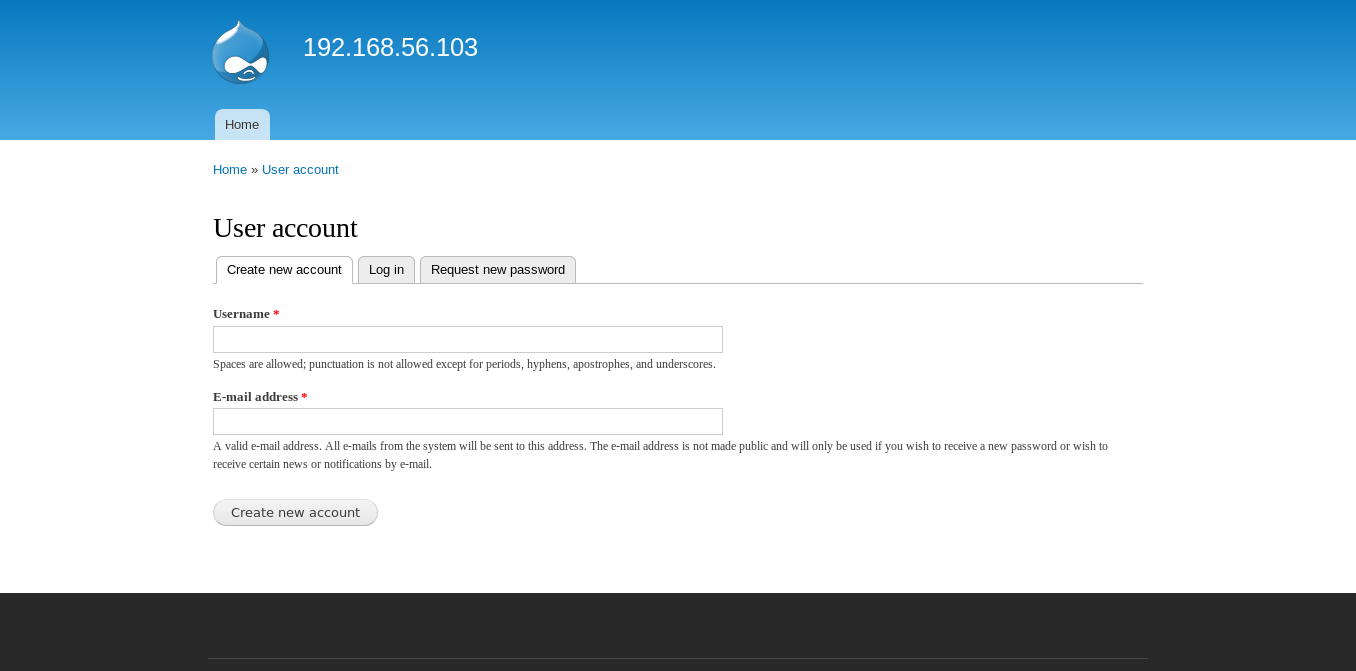 192.168.56.103
Home
Home » User account
User account
Create new account
Log in
Request new password
Username *
Spaces are allowed; punctuation is not allowed except for periods, hyphens, apostrophes, and underscores.
E-mail address *
A valid e-mail address. All e-mails from the system will be sent to this address. The e-mail address is not made public and will only be used if you wish to receive a new password or wish to
receive certain news or notifications by e-mail.
Create new account